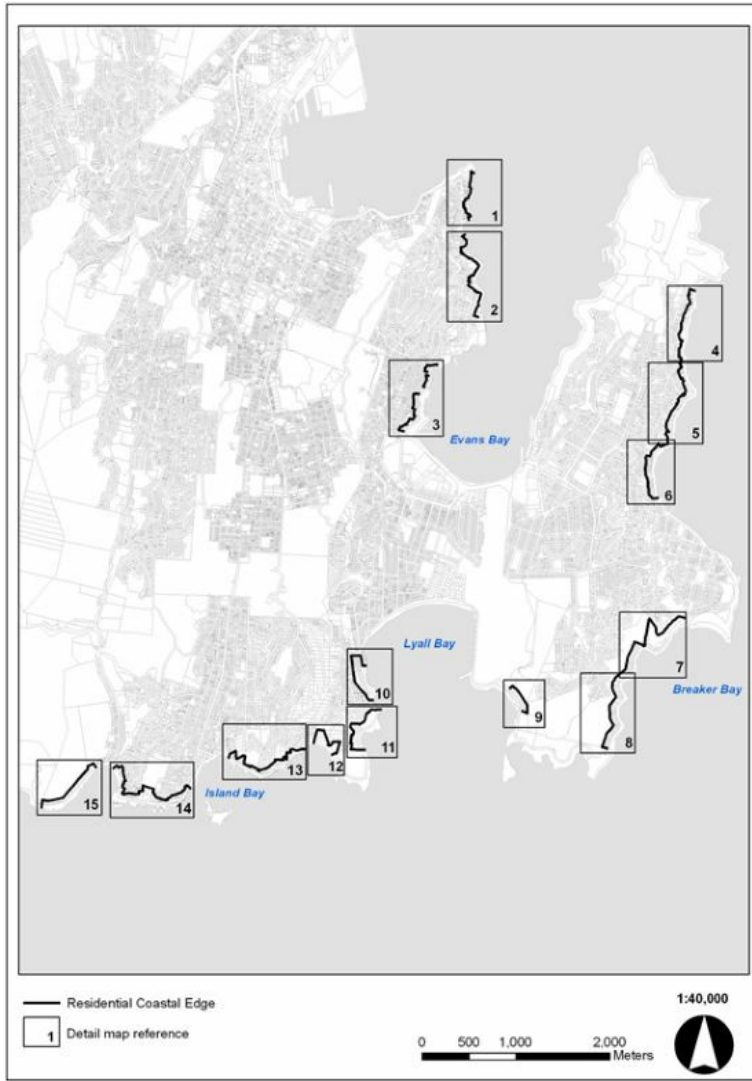 1
2
4
3
5
Evans Bay
6
7
Lyall Bay
10
Breaker Bay
9
11
8
13
12
Island Bay
15
14
Residential Coastal Edge
1:40,000
1 Detail map reference
0 500 1,000 2,000
Meters